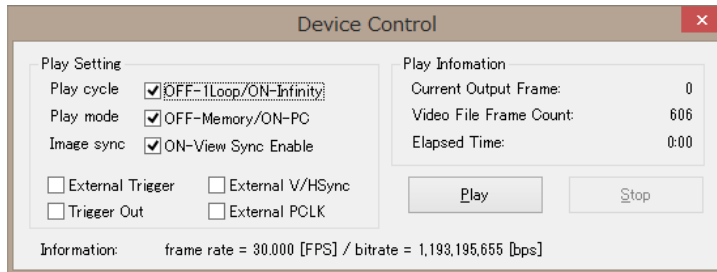 Device Control
Play Setting
Play cycle OFF-1Loop/ON-Infinity
Play mode OFF-Memory/ON-PC
Image sync ON-View Sync Enable
External Trigger External V/HSync
Trigger Out External PCLK
Play Infomation
Current Output Frame: 0
Video File Frame Count: 606
Elapsed Time: 0:00
Play Stop
Information: frame rate = 30.000 [FPS] / bitrate = 1,193,195,655 [bps]